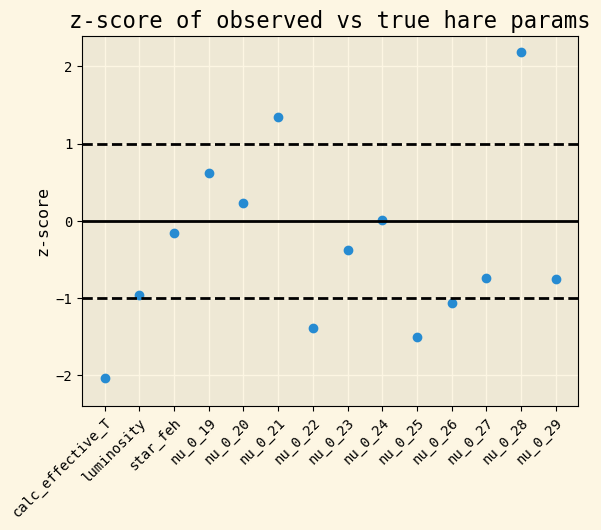 z-score of observed vs true hare params
z-score
2
1
0
−1
−2
calc_effective_T
luminosity
star_feh
nu_0_19
nu_0_20
nu_0_21
nu_0_22
nu_0_23
nu_0_24
nu_0_25
nu_0_26
nu_0_27
nu_0_28
nu_0_29